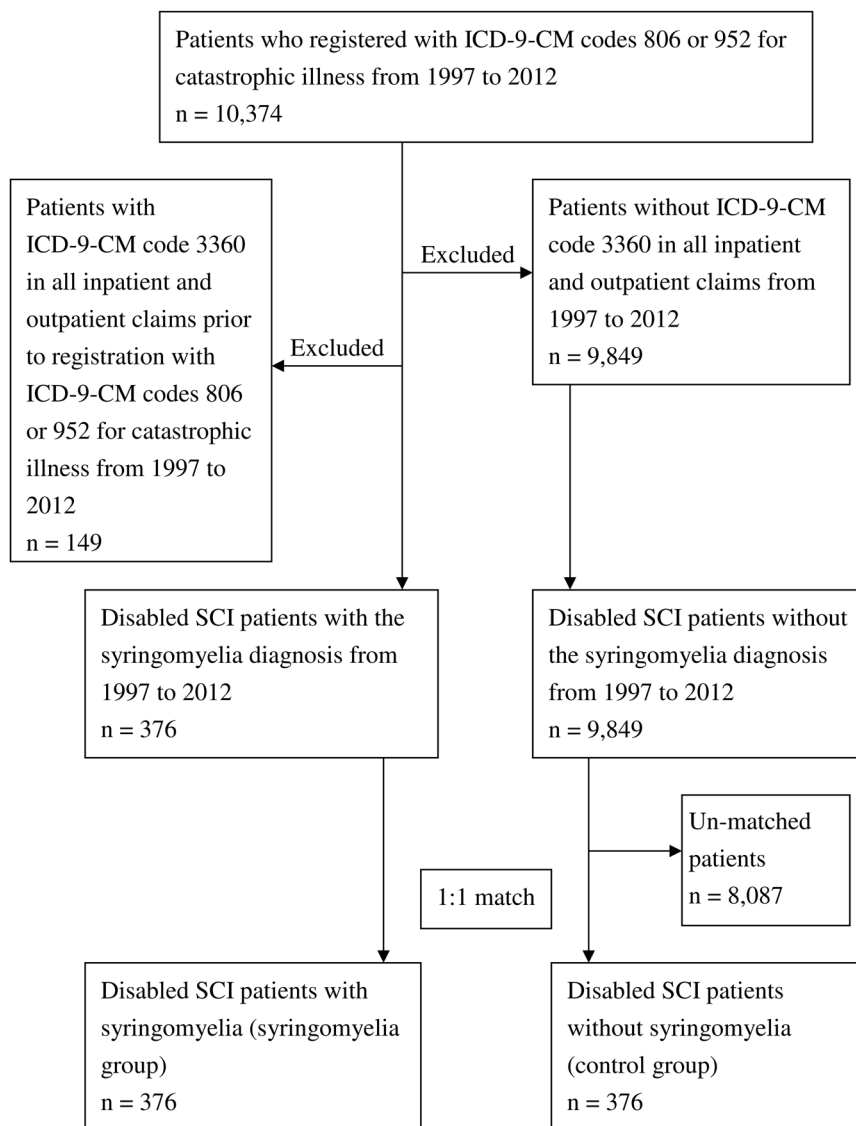 Patients who registered with ICD-9-CM codes 806 or 952 for
catastrophic illness from 1997 to 2012
n = 10,374
Patients with
ICD-9-CM code 3360
in all inpatient and
outpatient claims prior
to registration with
ICD-9-CM codes 806
or 952 for catastrophic
illness from 1997 to
2012
n = 149
Excluded
Excluded
Patients without ICD-9-CM
code 3360 in all inpatient
and outpatient claims from
1997 to 2012
n = 9,849
Disabled SCI patients with the
syringomyelia diagnosis from
1997 to 2012
n = 376
Disabled SCI patients without
the syringomyelia diagnosis
from 1997 to 2012
n = 9,849
Un-matched
patients
n = 8,087
1:1 match
Disabled SCI patients with
syringomyelia (syringomyelia
group)
n = 376
Disabled SCI patients
without syringomyelia
(control group)
n = 376